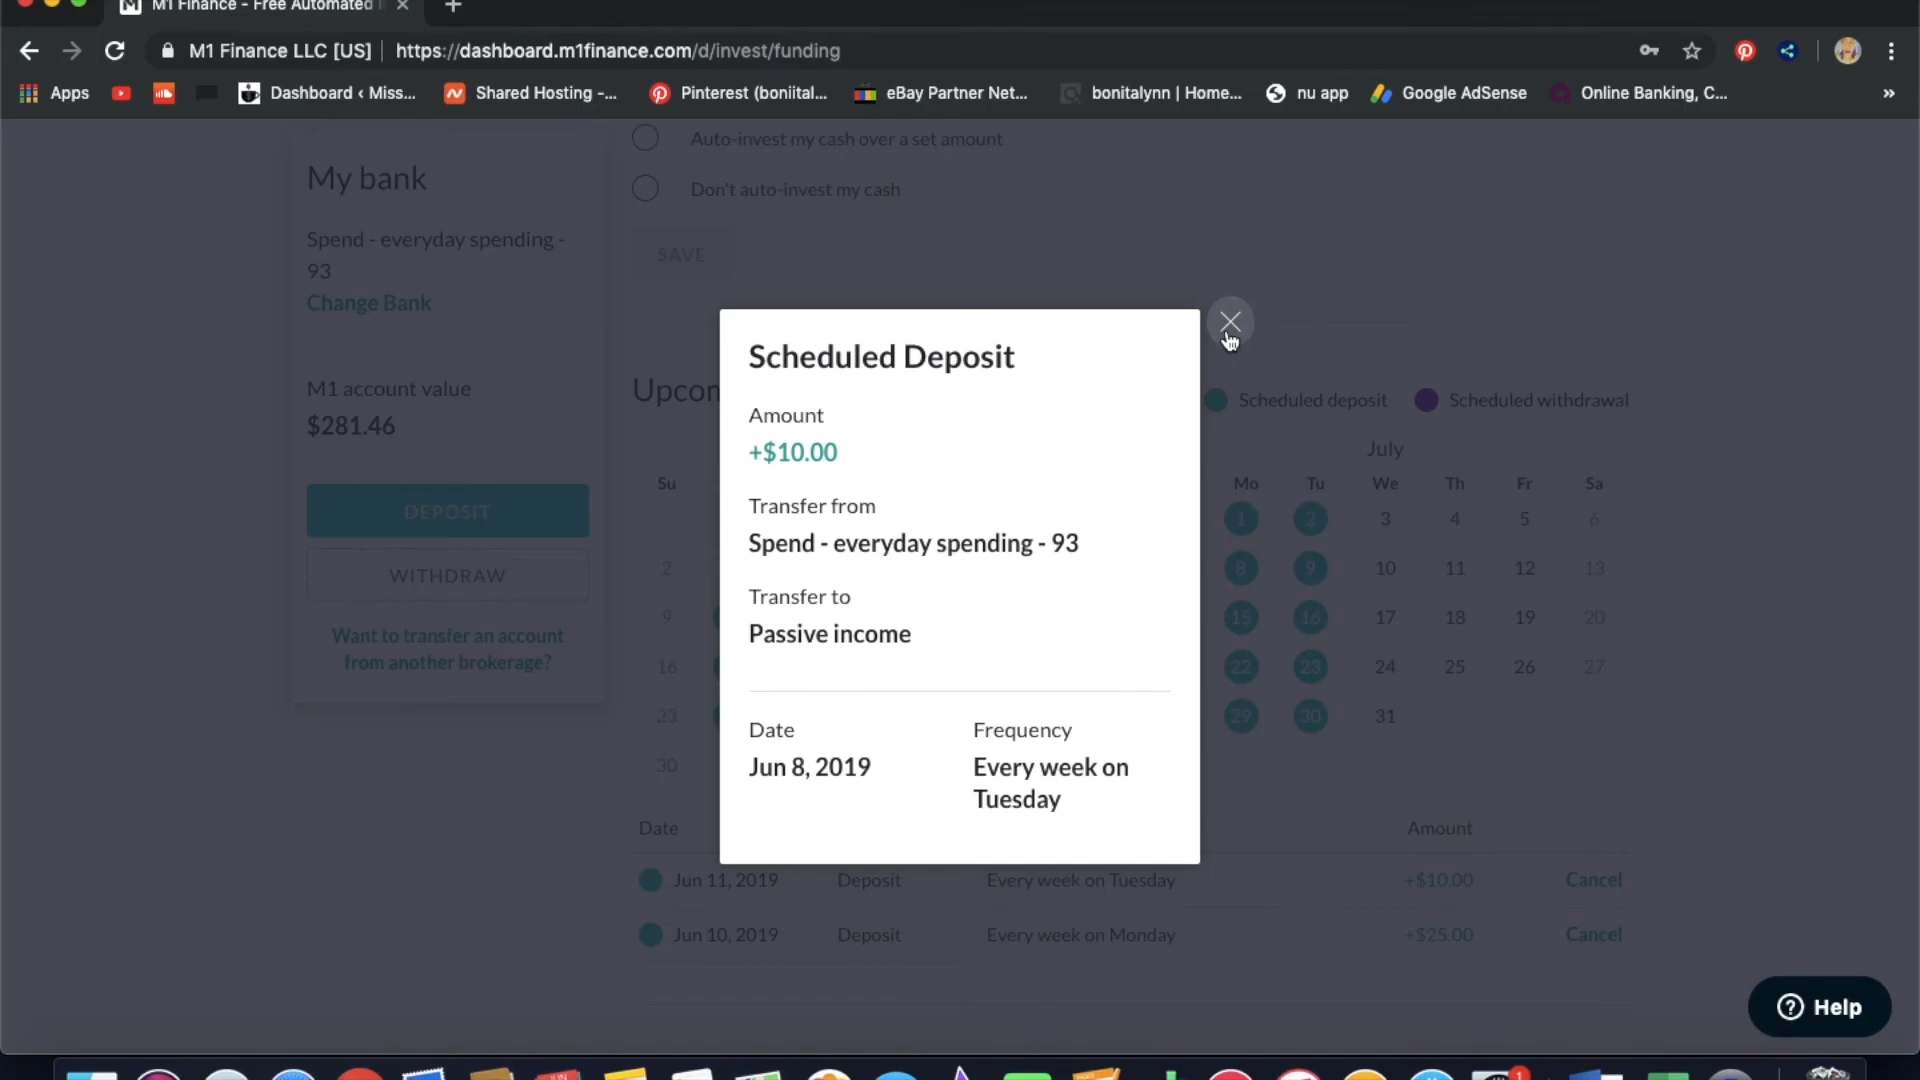 M1 Finance - Free Automated I
M1 Finance LLC [US] https://dashboard.m1finance.com/d/invest/funding
Apps Dashboard ‹ Miss... Shared Hosting -... Pinterest (boniital... eBay Partner Net... bonitalynn | Home... nu app Google AdSense Online Banking, C... »
Auto-invest my cash over a set amount
Don't auto-invest my cash
SAVE
My bank
Spend - everyday spending -
93
Change Bank
M1 account value
$281.46
DEPOSIT
WITHDRAW
Want to transfer an account
from another brokerage?
Upcom
Scheduled deposit Scheduled withdrawal
Scheduled Deposit
Amount
+$10.00
Transfer from
Spend - everyday spending - 93
Transfer to
Passive income
Date Frequency
Jun 8, 2019 Every week on
Tuesday
July
Su Mo Tu We Th Fr Sa
1 2 3 4 5 6
2 8 9 10 11 12 13
9 15 16 17 18 19 20
16 22 23 24 25 26 27
23 29 30 31
30
Date Amount
Jun 11, 2019 Deposit Every week on Tuesday +$10.00 Cancel
Jun 10, 2019 Deposit Every week on Monday +$25.00 Cancel
Help
JUN
1